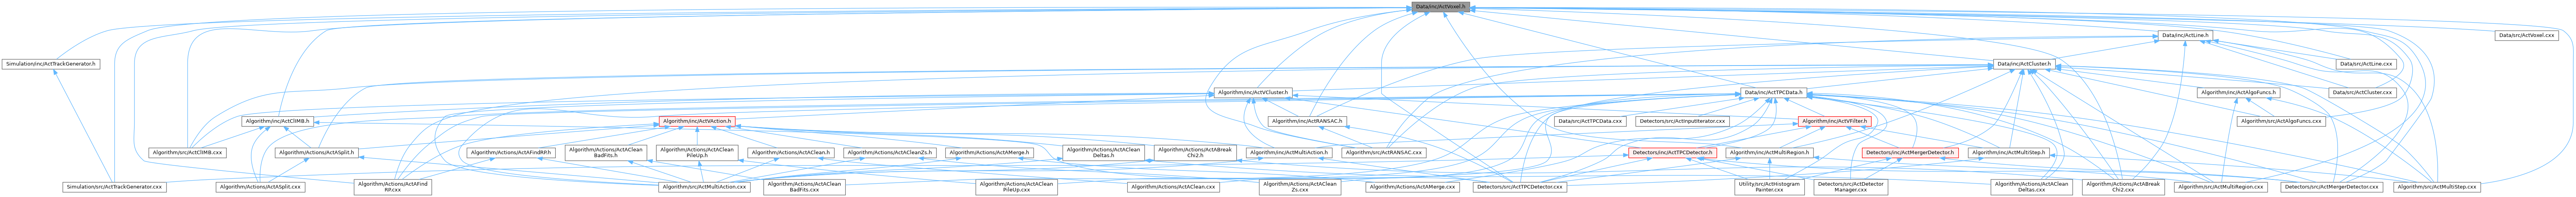 Data/inc/ActVoxel.h
Data/inc/ActLine.h
Data/src/ActVoxel.cxx
Simulation/inc/ActTrackGenerator.h
Data/inc/ActCluster.h
Data/src/ActLine.cxx
Algorithm/inc/ActVCluster.h
Data/inc/ActTPCData.h
Algorithm/inc/ActAlgoFuncs.h
Data/src/ActCluster.cxx
Algorithm/inc/ActClIMB.h
Algorithm/inc/ActVAction.h
Algorithm/inc/ActRANSAC.h
Data/src/ActTPCData.cxx
Detectors/src/ActInputIterator.cxx
Algorithm/inc/ActVFilter.h
Algorithm/src/ActAlgoFuncs.cxx
Algorithm/src/ActClIMB.cxx
Algorithm/Actions/ActASplit.h
Algorithm/Actions/ActAFindRP.h
Algorithm/Actions/ActAClean
BadFits.h
Algorithm/Actions/ActAClean
PileUp.h
Algorithm/Actions/ActAClean.h
Algorithm/Actions/ActACleanZs.h
Algorithm/Actions/ActAMerge.h
Algorithm/Actions/ActAClean
Deltas.h
Algorithm/Actions/ActABreak
Chi2.h
Algorithm/inc/ActMultiAction.h
Algorithm/src/ActRANSAC.cxx
Detectors/inc/ActTPCDetector.h
Algorithm/inc/ActMultiRegion.h
Detectors/inc/ActMergerDetector.h
Algorithm/inc/ActMultiStep.h
Simulation/src/ActTrackGenerator.cxx
Algorithm/Actions/ActASplit.cxx
Algorithm/Actions/ActAFind
RP.cxx
Algorithm/src/ActMultiAction.cxx
Algorithm/Actions/ActAClean
BadFits.cxx
Algorithm/Actions/ActAClean
PileUp.cxx
Algorithm/Actions/ActAClean.cxx
Algorithm/Actions/ActAClean
Zs.cxx
Algorithm/Actions/ActAMerge.cxx
Detectors/src/ActTPCDetector.cxx
Utility/src/ActHistogram
Painter.cxx
Detectors/src/ActDetector
Manager.cxx
Algorithm/Actions/ActAClean
Deltas.cxx
Algorithm/Actions/ActABreak
Chi2.cxx
Algorithm/src/ActMultiRegion.cxx
Detectors/src/ActMergerDetector.cxx
Algorithm/src/ActMultiStep.cxx